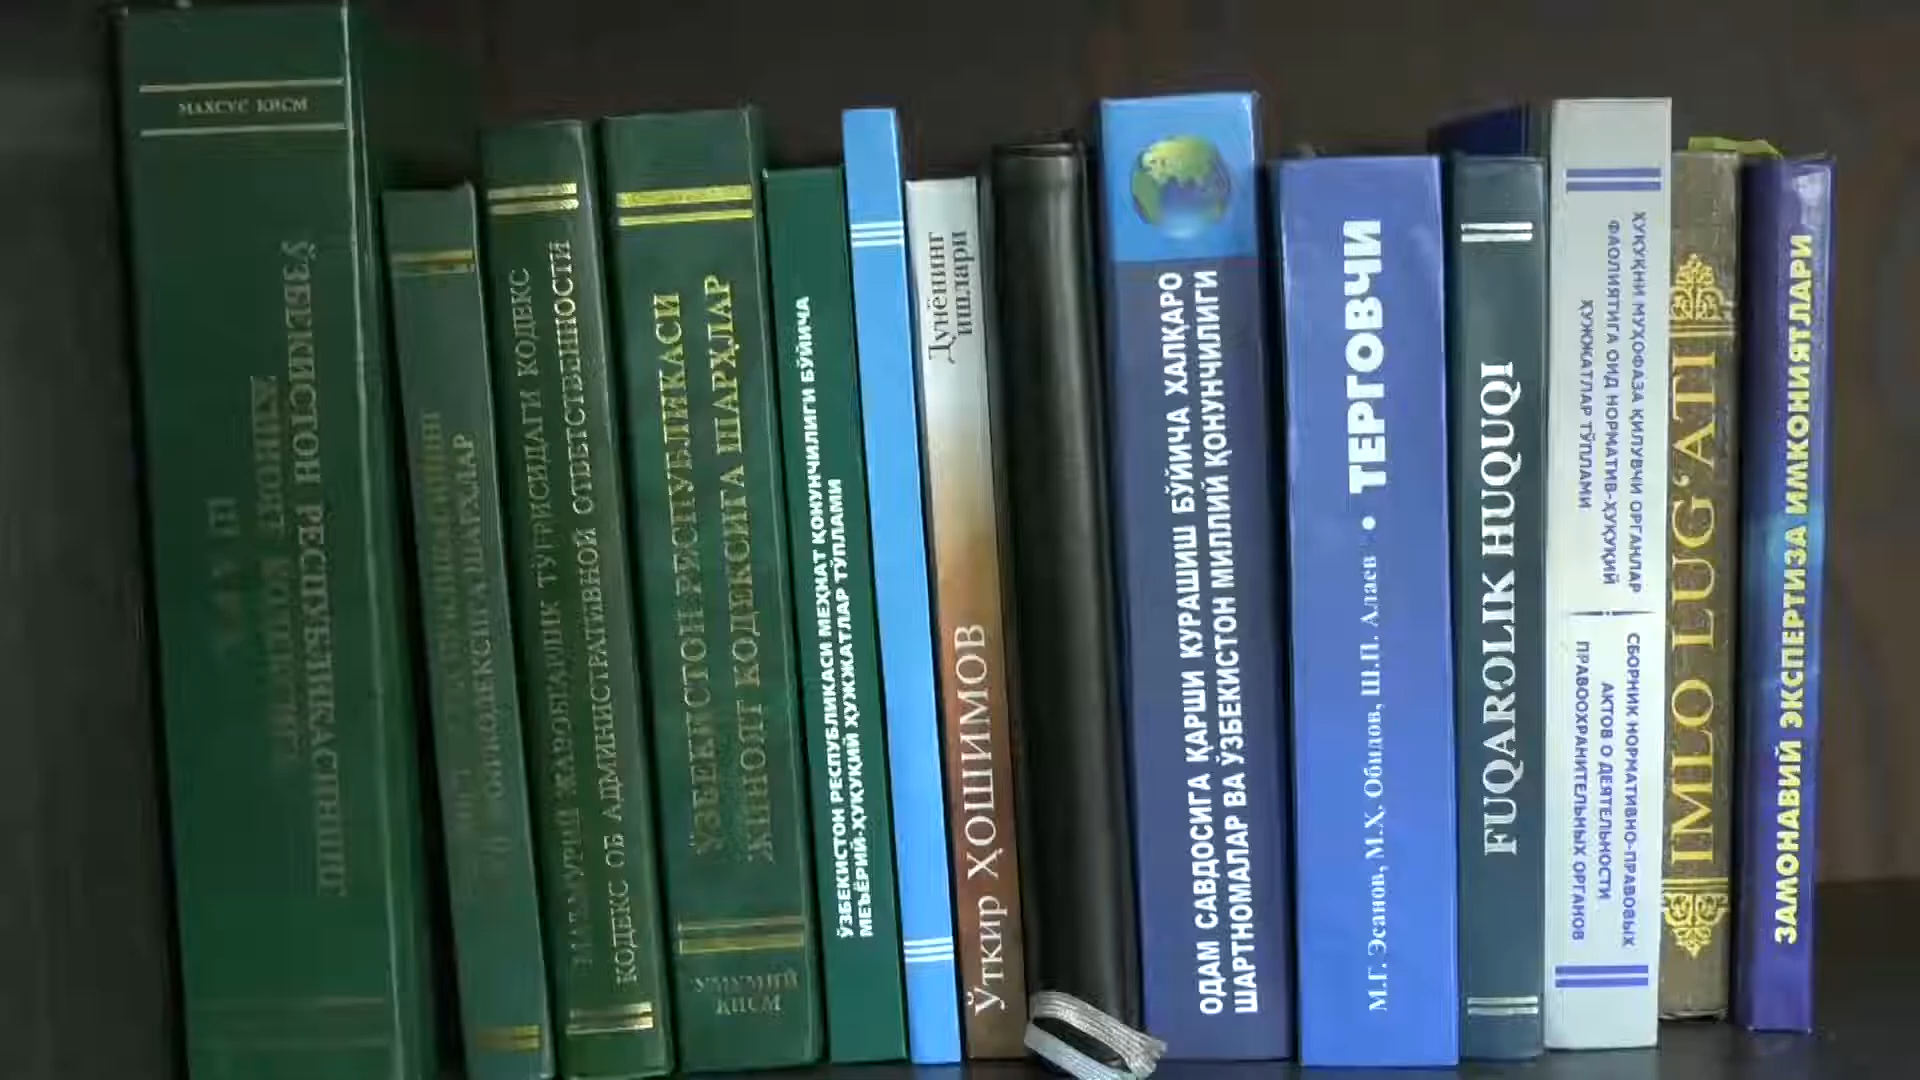 МАХСУС ҚИСМ
ЎЗБЕКИСТОН РЕСПУБЛИКАСИНИНГ
КОДЕКСИГА ШАРҲЛАР
МАЪМУРИЙ ЖАВОБГАРЛИК ТЎҒРИСИДАГИ КОДЕКС
КОДЕКС ОБ АДМИНИСТРАТИВНОЙ ОТВЕТСТВЕННОСТИ
ЎЗБЕКИСТОН РИСПУБЛИКАСИ
ЖИНОЯТ КОДЕКСИГА ШАРҲЛАР
УМУМИЙ
ҚИСМ
ЎЗБЕКИСТОН РЕСПУБЛИКАСИ МЕҲНАТ ҚОНУНЧИЛИГИ БЎЙИЧА
МЕЪЁРИЙ-ҲУҚУҚИЙ ҲУЖЖАТЛАР ТЎПЛАМИ
Ўткир ҲОШИМОВ
Дунёнинг
ишлари
ОДАМ САВДОСИГА ҚАРШИ КУРАШИШ БЎЙИЧА ХАЛҚАРО
ШАРТНОМАЛАР ВА ЎЗБЕКИСТОН МИЛЛИЙ ҚОНУНЧИЛИГИ
М.Г. Эсанов, М.Ҳ. Обидов, Ш.П. Алаев • ТЕРГОВЧИ
FUQAROLIK HUQUQI
ҲУҚУҚНИ МУҲОФАЗА ҚИЛУВЧИ ОРГАНЛАР
ФАОЛИЯТИГА ОИД НОРМАТИВ-ҲУҚУҚИЙ
ҲУЖЖАТЛАР ТЎПЛАМИ
СБОРНИК НОРМАТИВНО-ПРАВОВЫХ
АКТОВ О ДЕЯТЕЛЬНОСТИ
ПРАВООХРАНИТЕЛЬНЫХ ОРГАНОВ
IMLO LUG‘ATI
ЗАМОНАВИЙ ЭКСПЕРТИЗА ИМКОНИЯТЛАРИ